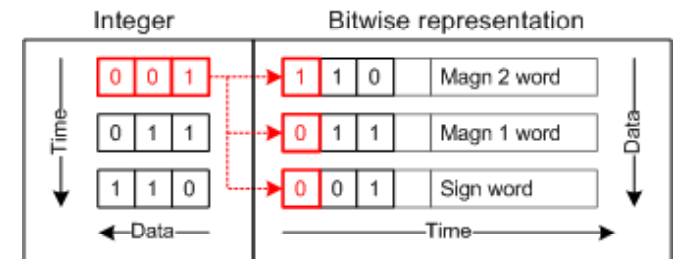 Integer Bitwise representation
0 0 1 1 1 0 Magn 2 word
0 1 1 0 1 1 Magn 1 word
1 1 0 0 0 1 Sign word
Time Data
Data Time